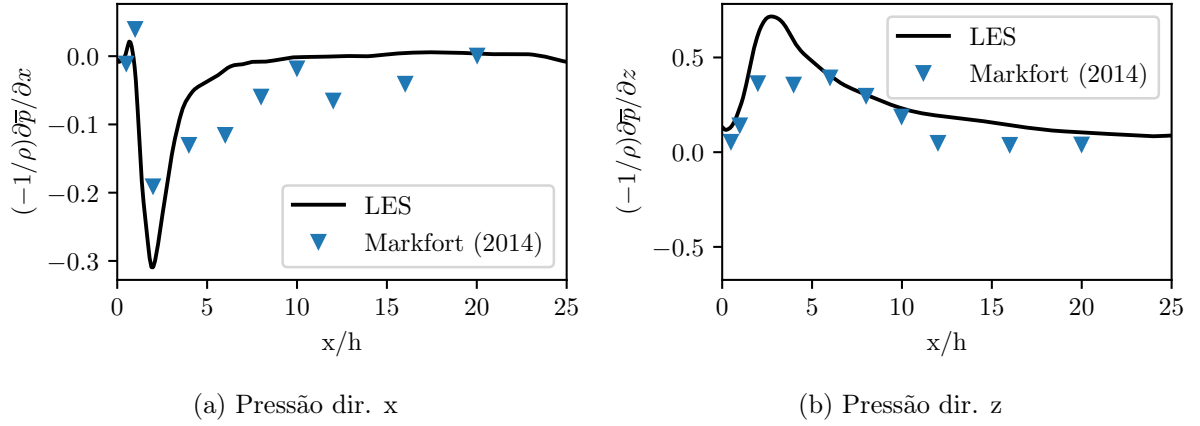 0.0
−0.1
−0.2
−0.3
(−1/ρ)∂p̅/∂x
LES
Markfort (2014)
0 5 10 15 20 25
x/h
(a) Pressão dir. x
0.5
0.0
−0.5
(−1/ρ)∂p̅/∂z
LES
Markfort (2014)
0 5 10 15 20 25
x/h
(b) Pressão dir. z